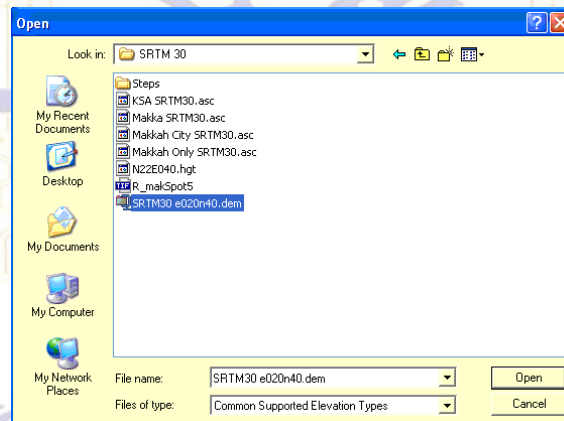 Open
Look in:
SRTM 30
Steps
KSA SRTM30.asc
Makka SRTM30.asc
Makkah City SRTM30.asc
Makkah Only SRTM30.asc
N22E040.hgt
R_makSpot5
SRTM30 e020n40.dem
My Recent
Documents
Desktop
My Documents
My Computer
My Network
Places
File name:
SRTM30 e020n40.dem
Open
Files of type:
Common Supported Elevation Types
Cancel